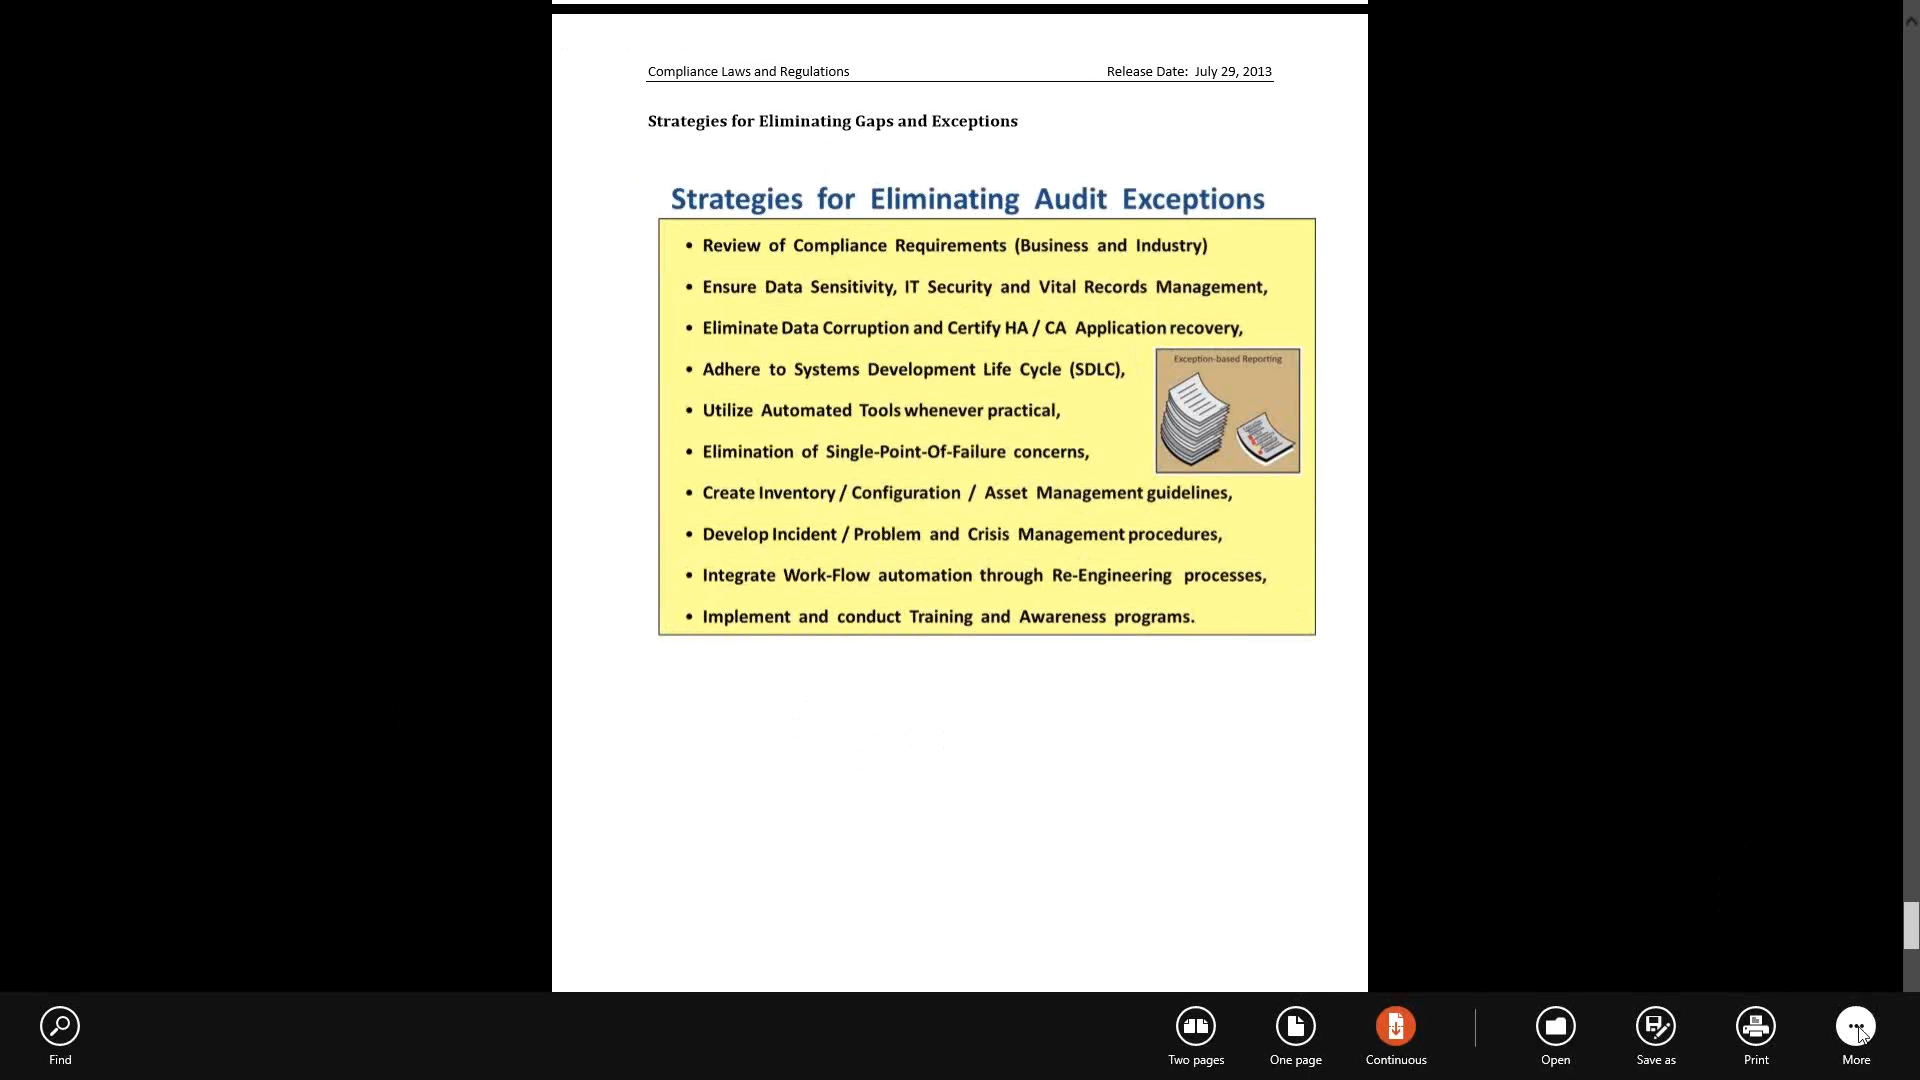 Compliance Laws and Regulations Release Date: July 29, 2013
Strategies for Eliminating Gaps and Exceptions
Strategies for Eliminating Audit Exceptions
• Review of Compliance Requirements (Business and Industry)
• Ensure Data Sensitivity, IT Security and Vital Records Management,
• Eliminate Data Corruption and Certify HA / CA Application recovery,
Exception-based Reporting
• Adhere to Systems Development Life Cycle (SDLC),
• Utilize Automated Tools whenever practical,
• Elimination of Single-Point-Of-Failure concerns,
• Create Inventory / Configuration / Asset Management guidelines,
• Develop Incident / Problem and Crisis Management procedures,
• Integrate Work-Flow automation through Re-Engineering processes,
• Implement and conduct Training and Awareness programs.
Find Two pages One page Continuous Open Save as Print More